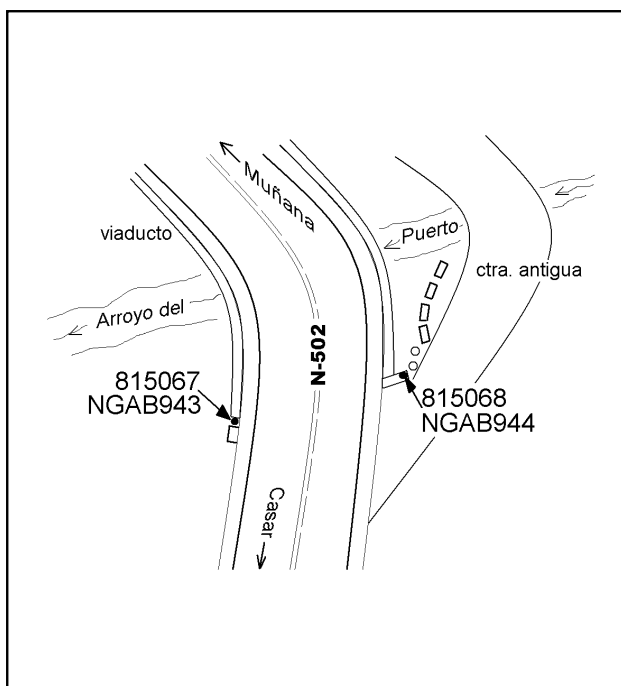 Muñana
viaducto
Puerto
ctra. antigua
Arroyo del
N-502
815067
NGAB943
815068
NGAB944
Casar